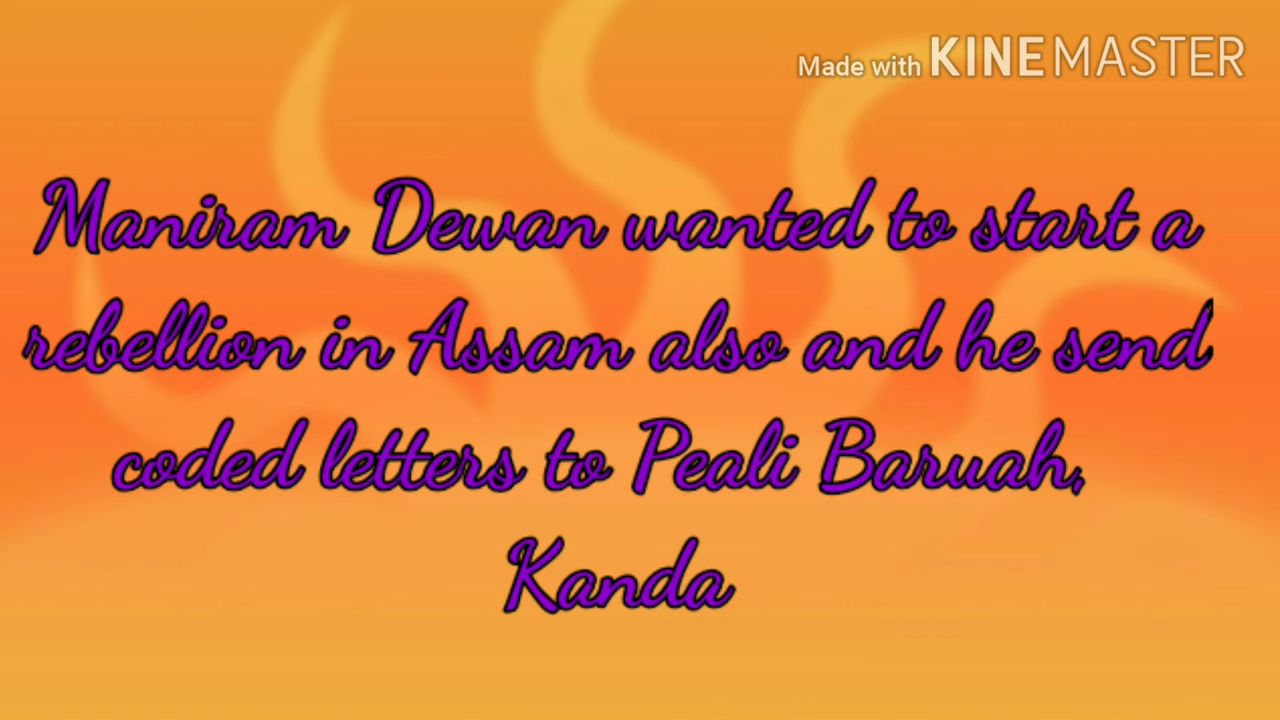 Made with KINEMASTER
Maniram Dewan wanted to start a
rebellion in Assam also and he send
coded letters to Peali Baruah,
Kanda